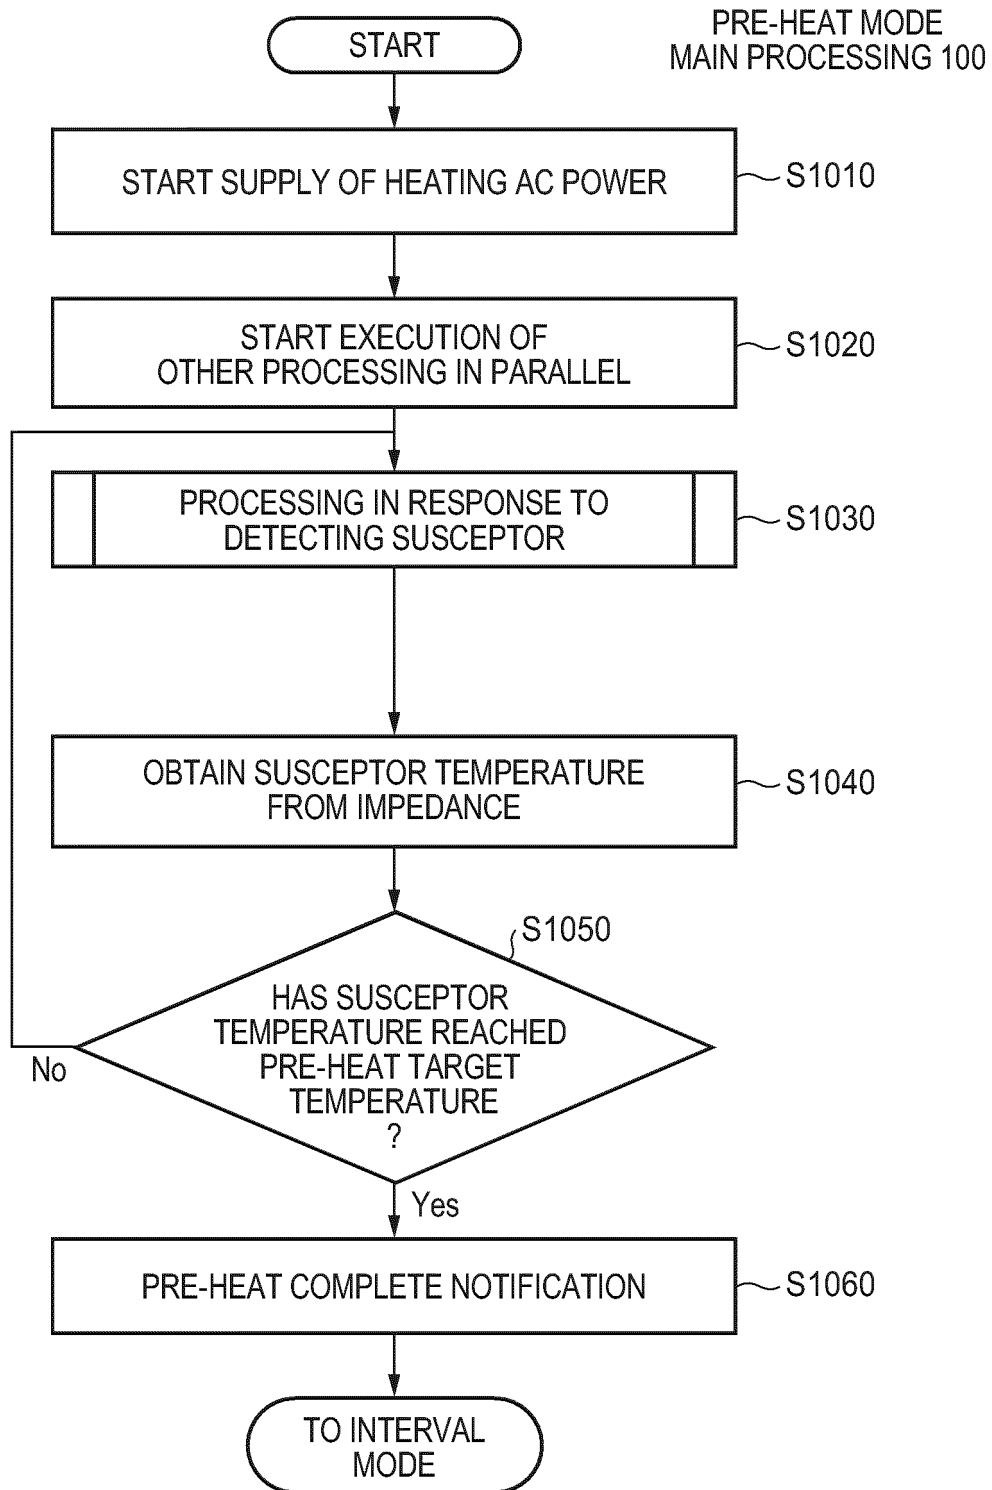 PRE-HEAT MODE
MAIN PROCESSING 100
START
START SUPPLY OF HEATING AC POWER
S1010
START EXECUTION OF
OTHER PROCESSING IN PARALLEL
S1020
PROCESSING IN RESPONSE TO
DETECTING SUSCEPTOR
S1030
OBTAIN SUSCEPTOR TEMPERATURE
FROM IMPEDANCE
S1040
S1050
HAS SUSCEPTOR
TEMPERATURE REACHED
PRE-HEAT TARGET
TEMPERATURE
?
No
Yes
PRE-HEAT COMPLETE NOTIFICATION
S1060
TO INTERVAL
MODE